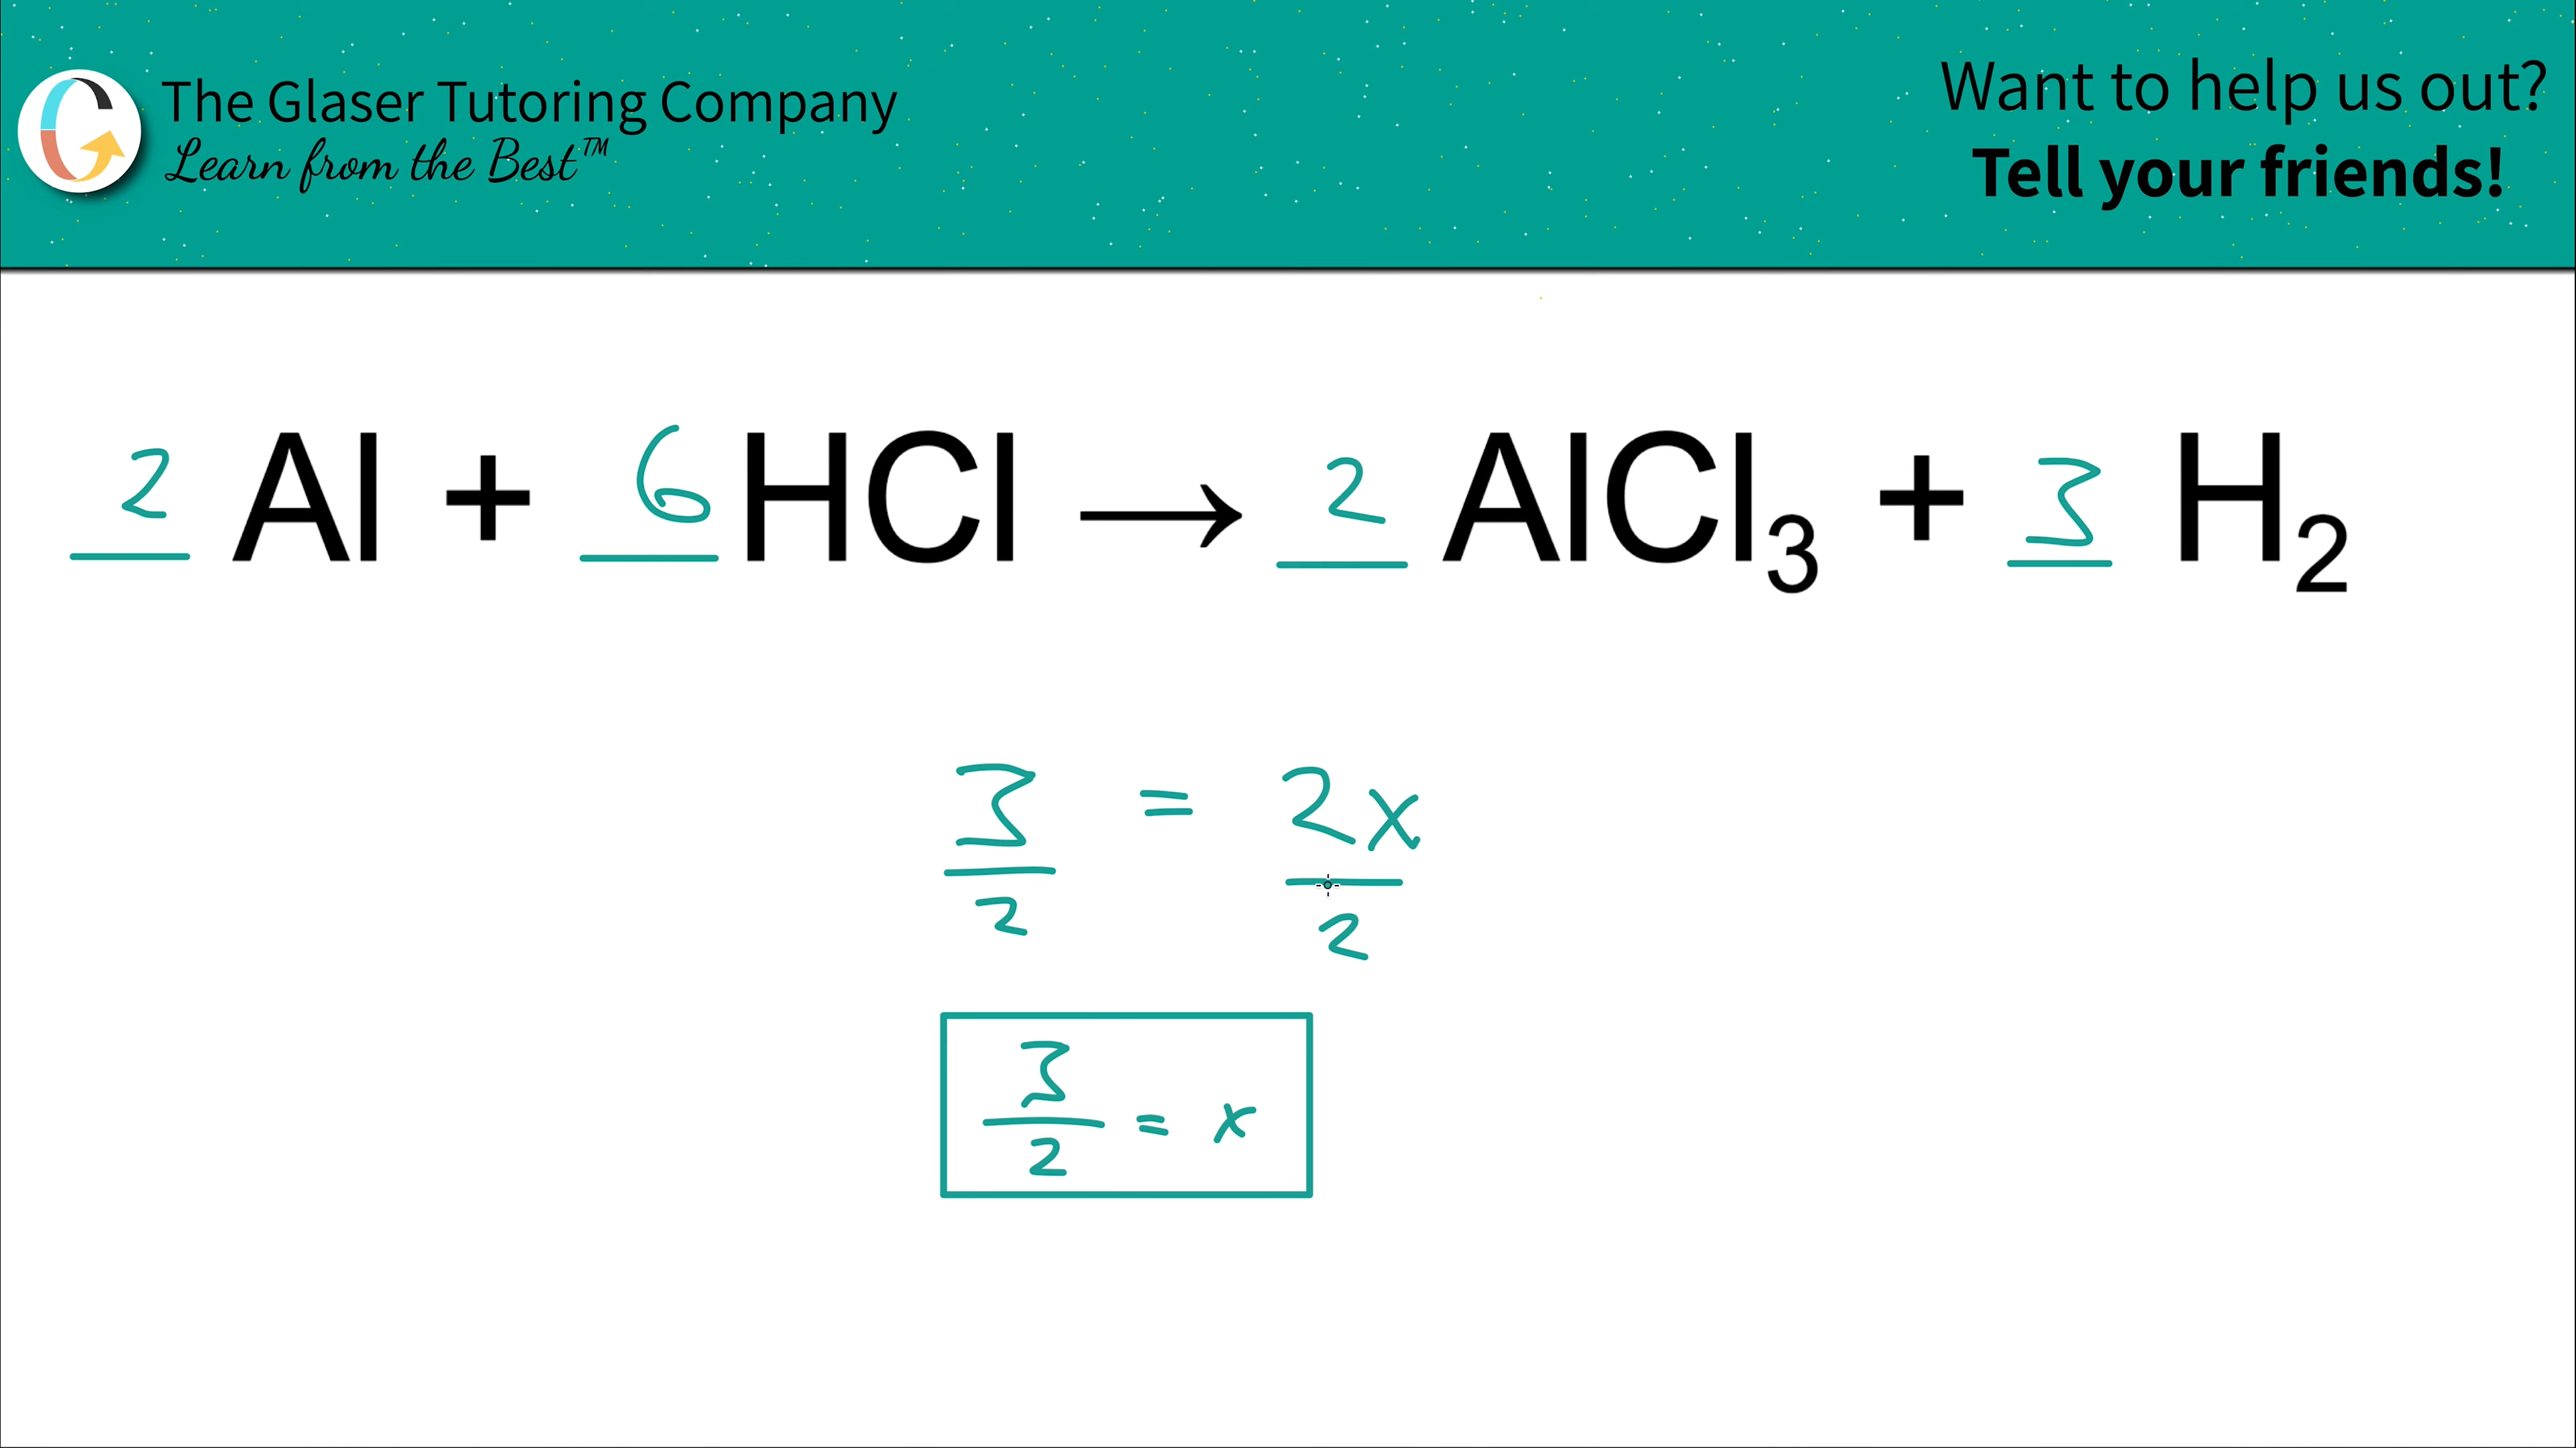 The Glaser Tutoring Company
Learn from the Best™
Want to help us out?
Tell your friends!
2 Al + 6 HCl → 2 AlCl₃ + 3 H₂
3/2 = 2x/2
3/2 = x